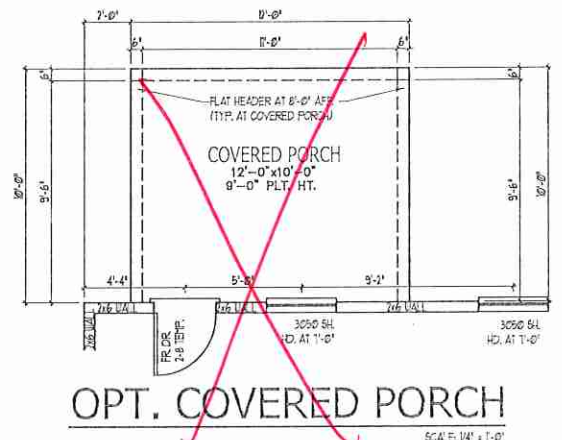 2'-0" 12'-0"
6" 11'-0" 6"
FLAT HEADER AT 8'-0" AFF
(TYP. AT COVERED PORCH)
COVERED PORCH
12'-0"x10'-0"
9'-0" PLT. HT.
10'-0"
9'-6"
6"
6"
9'-6"
10'-0"
4'-4" 5'-8" 9'-2"
2x6 WALL 2x6 WALL 2x6 WALL
2x6 WALL
FR. DR.
2-8 TEMP.
3050 SH.
HD. AT 7'-0"
3050 SH.
HD. AT 7'-0"
OPT. COVERED PORCH
SCALE: 1/4" = 1'-0"